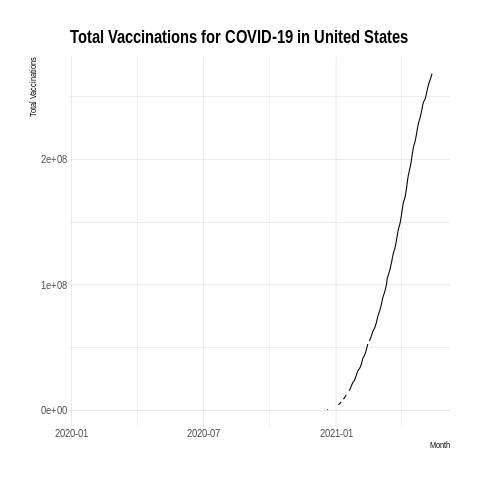 Total Vaccinations for COVID-19 in United States
Total Vaccinations
2e+08
1e+08
0e+00
2020-01 2020-07 2021-01
Month